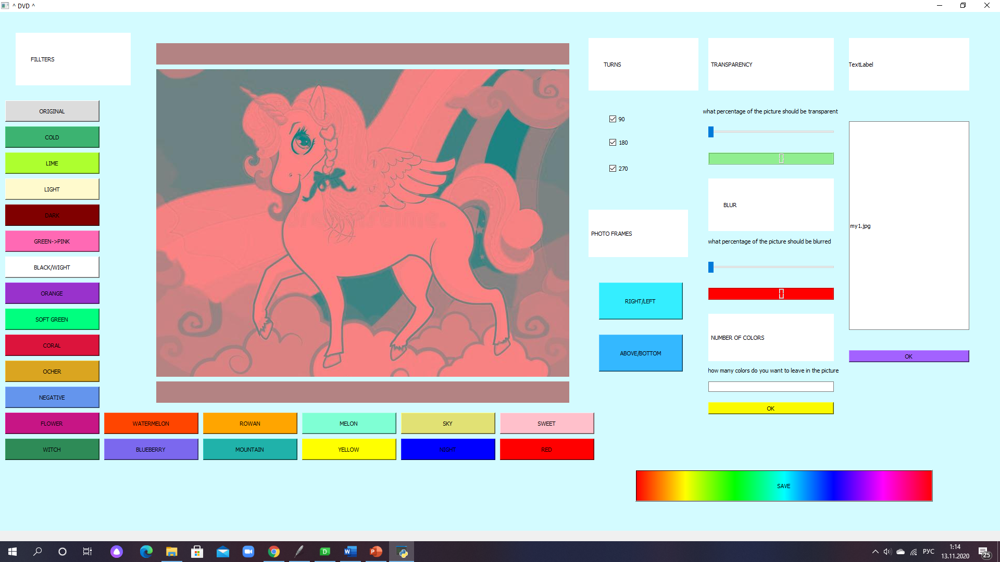 ^ DVD ^
FILLTERS
TURNS
TRANSPARENCY
TextLabel
ORIGINAL
COLD
LIME
LIGHT
DARK
GREEN->PINK
BLACK/WIGHT
ORANGE
SOFT GREEN
CORAL
OCHER
NEGATIVE
FLOWER
WATERMELON
ROWAN
MELON
SKY
SWEET
WITCH
BLUEBERRY
MOUNTAIN
YELLOW
NIGHT
RED
90
180
270
PHOTO FRAMES
RIGHT/LEFT
ABOVE/BOTTOM
what percentage of the picture should be transparent
0
BLUR
what percentage of the picture should be blurred
0
NUMBER OF COLORS
how many colors do you want to leave in the picture
OK
my1.jpg
OK
SAVE
РУС
1:14
13.11.2020
25